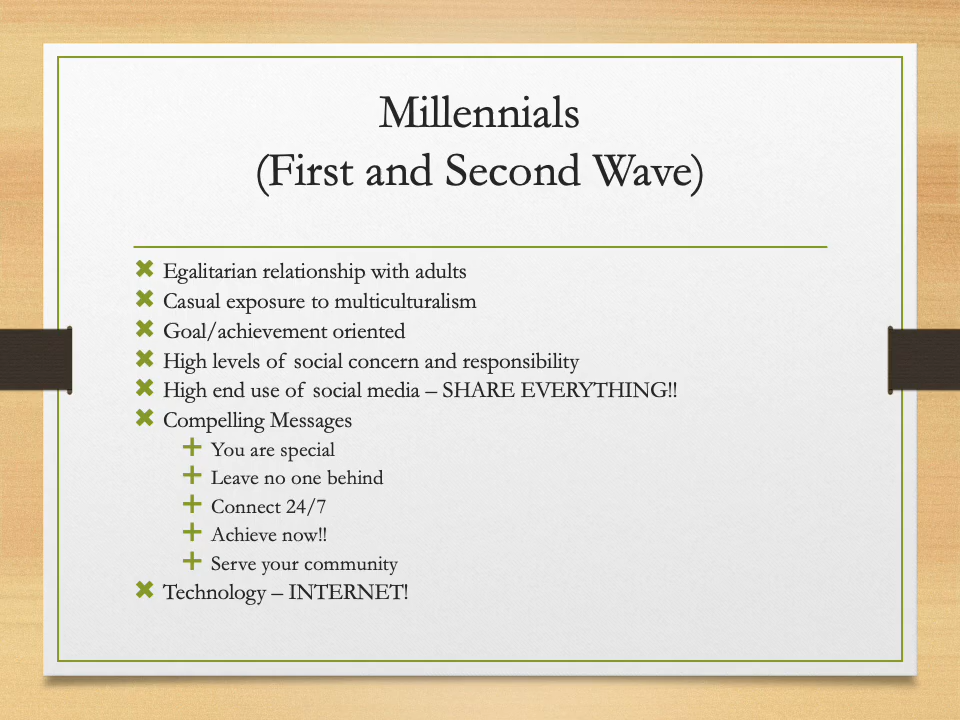 Millennials
(First and Second Wave)
Egalitarian relationship with adults
Casual exposure to multiculturalism
Goal/achievement oriented
High levels of social concern and responsibility
High end use of social media – SHARE EVERYTHING!!
Compelling Messages
You are special
Leave no one behind
Connect 24/7
Achieve now!!
Serve your community
Technology – INTERNET!